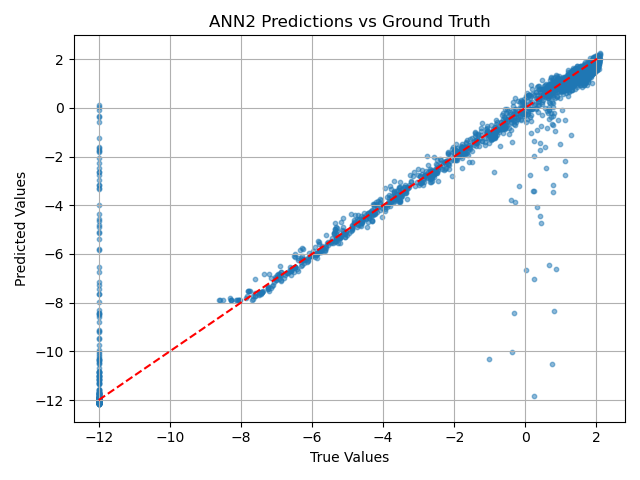 ANN2 Predictions vs Ground Truth
2
0
−2
−4
−6
−8
−10
−12
Predicted Values
−12 −10 −8 −6 −4 −2 0 2
True Values